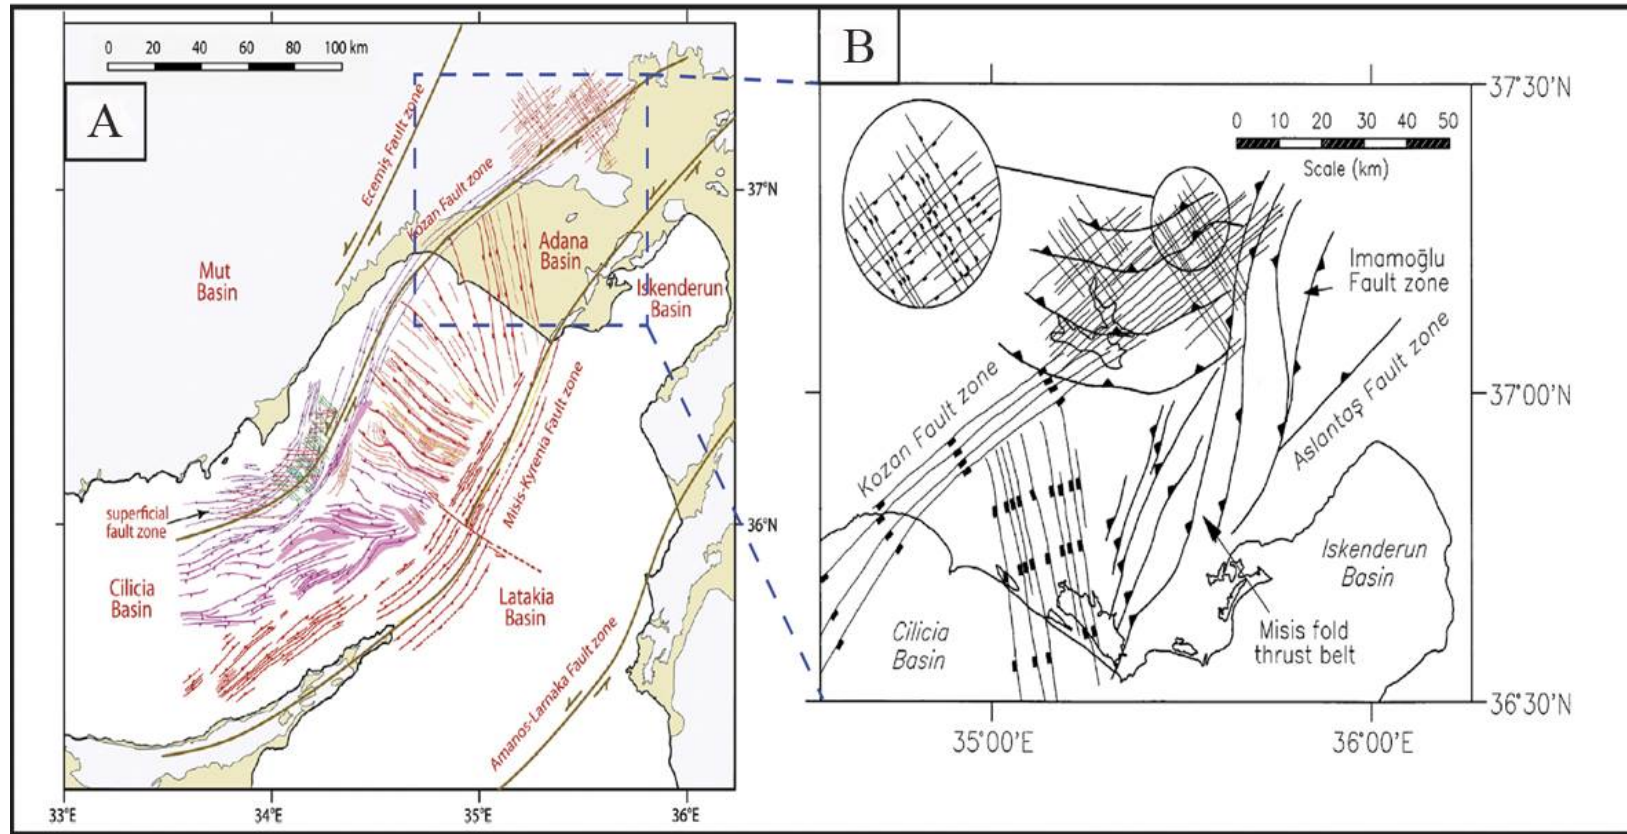 A
0 20 40 60 80 100 km
Ecemiş Fault zone
Kozan Fault zone
Mut
Basin
Adana
Basin
Iskenderun
Basin
Misis-Kyrenia Fault zone
superficial
fault zone
Cilicia
Basin
Latakia
Basin
Amanos-Larnaka Fault zone
37°N
36°N
33°E
34°E
35°E
36°E
B
0 10 20 30 40 50
Scale (km)
Imamoğlu
Fault zone
Aslantaş Fault zone
Kozan Fault zone
Iskenderun
Basin
Misis fold
thrust belt
Cilicia
Basin
37°30'N
37°00'N
36°30'N
35°00'E
36°00'E